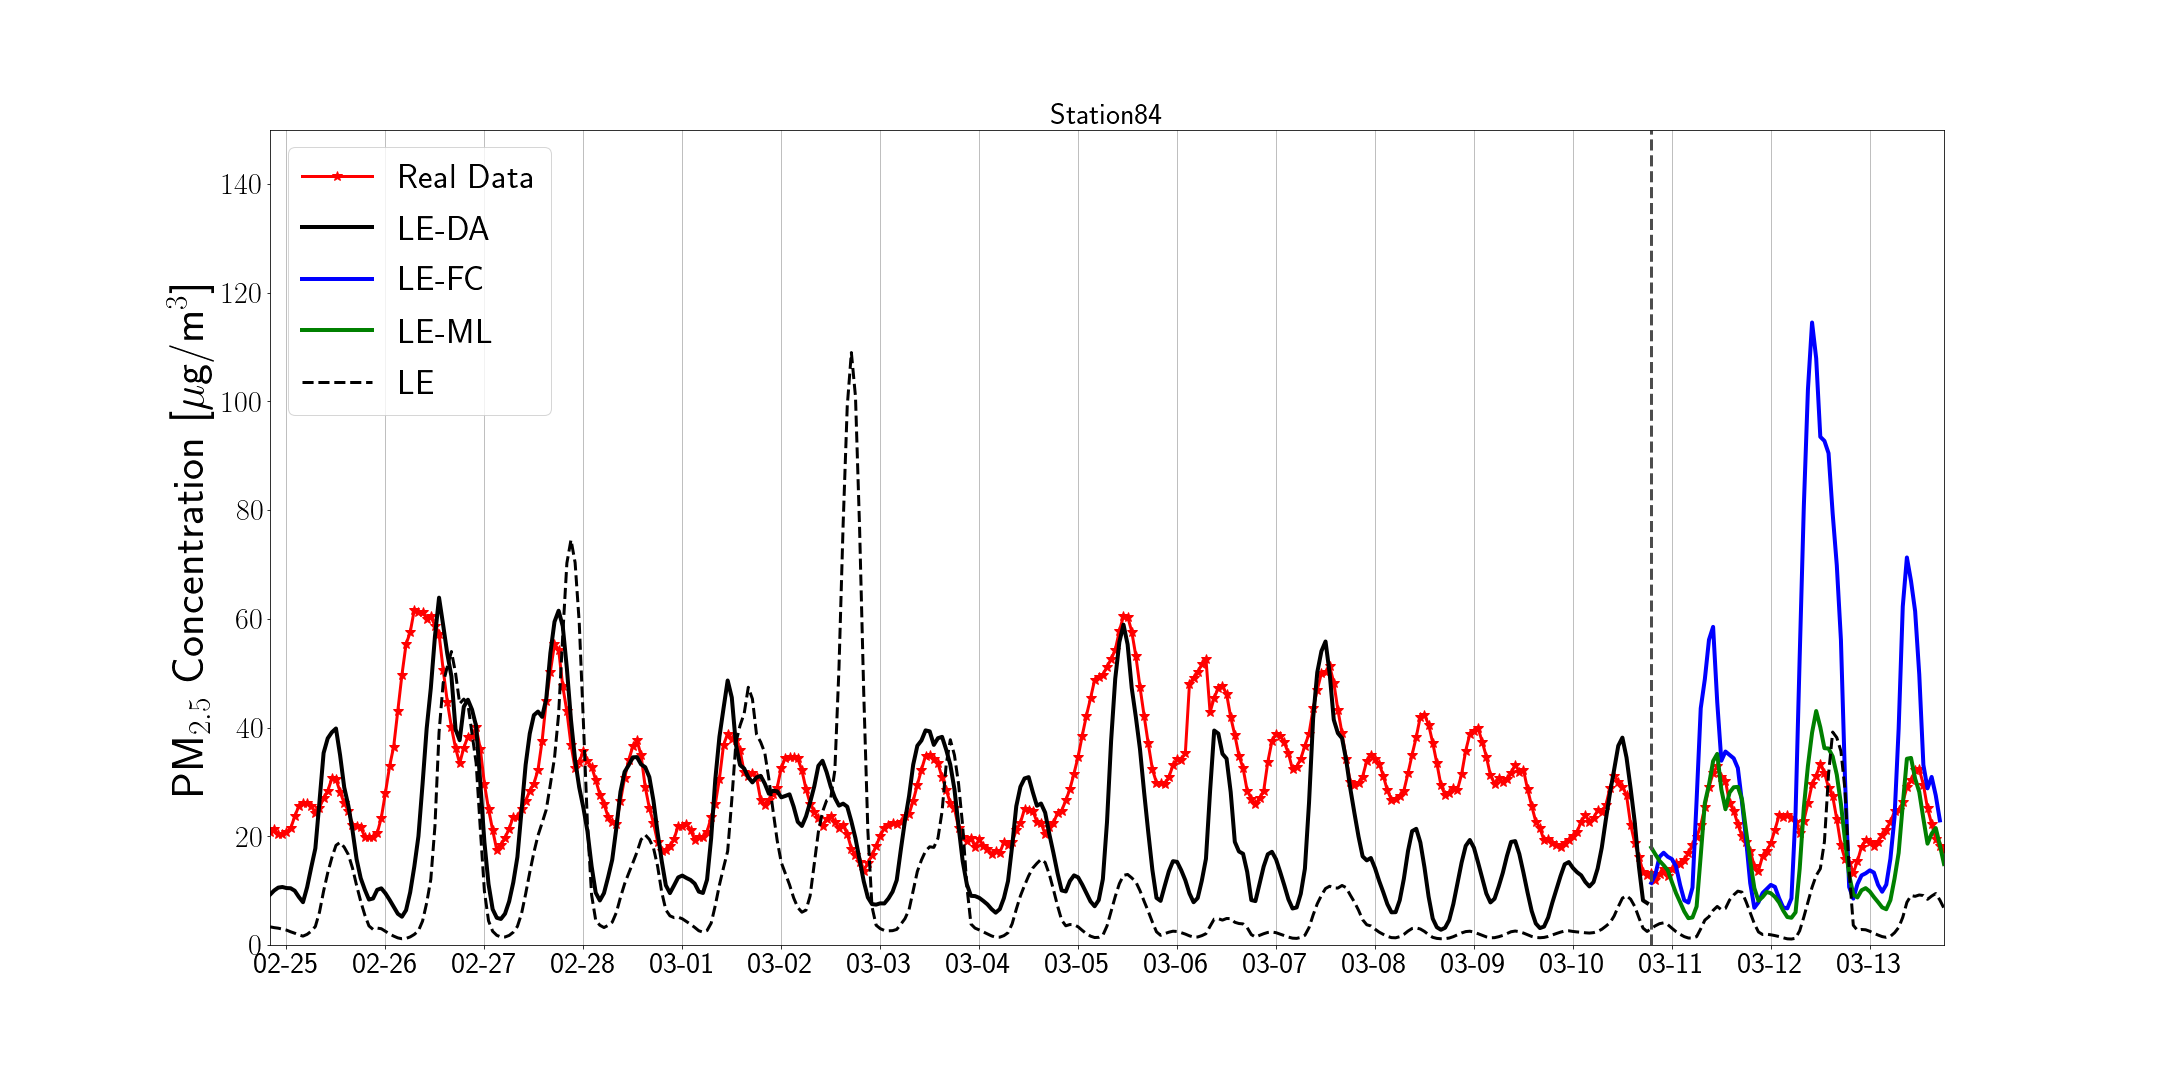 Station84
PM2.5 Concentration [μg/m³]
140
120
100
80
60
40
20
0
Real Data
LE-DA
LE-FC
LE-ML
LE
02-25 02-26 02-27 02-28 03-01 03-02 03-03 03-04 03-05 03-06 03-07 03-08 03-09 03-10 03-11 03-12 03-13